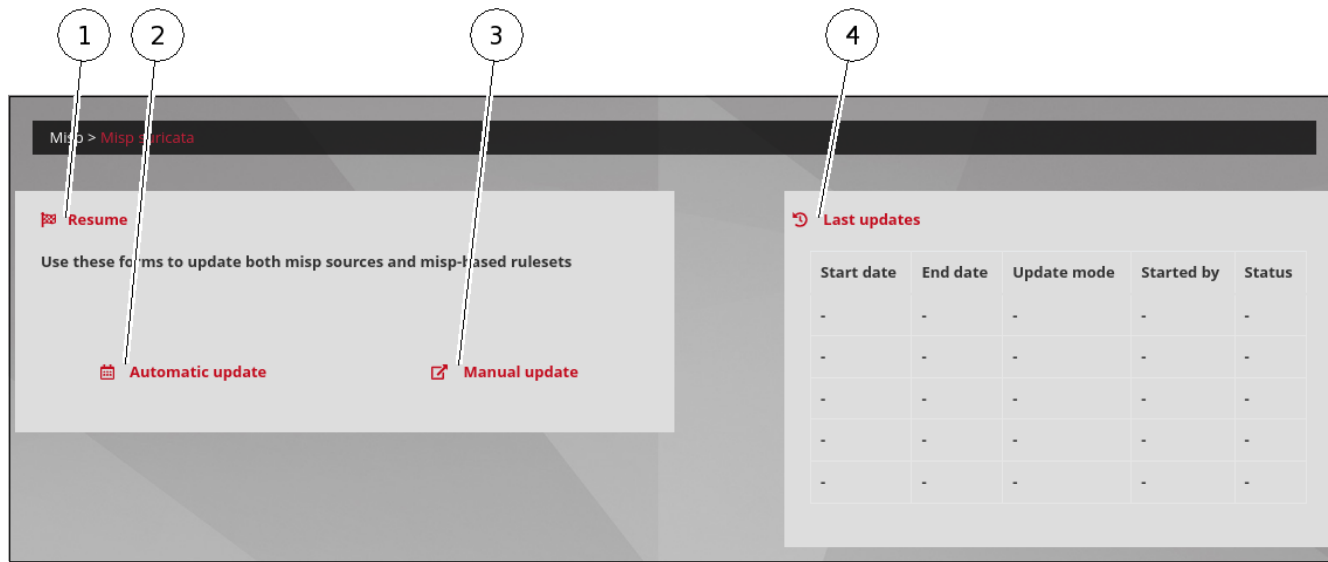 1 2 3 4
Misp > Misp suricata
Resume
Use these forms to update both misp sources and misp-based rulesets
Automatic update Manual update
Last updates
Start date End date Update mode Started by Status
- - - - -
- - - - -
- - - - -
- - - - -
- - - - -